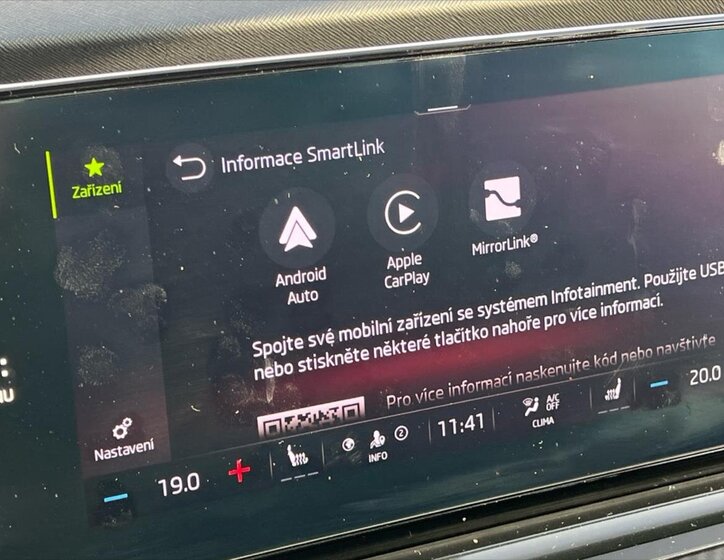 Informace SmartLink
Zařízení
Android
Auto
Apple
CarPlay
MirrorLink®
Spojte své mobilní zařízení se systémem Infotainment. Použijte USB
nebo stiskněte některé tlačítko nahoře pro více informací.
Pro více informací naskenujte kód nebo navštivte
Nastavení
19.0
INFO
2
11:41
A/C
OFF
CLIMA
20.0